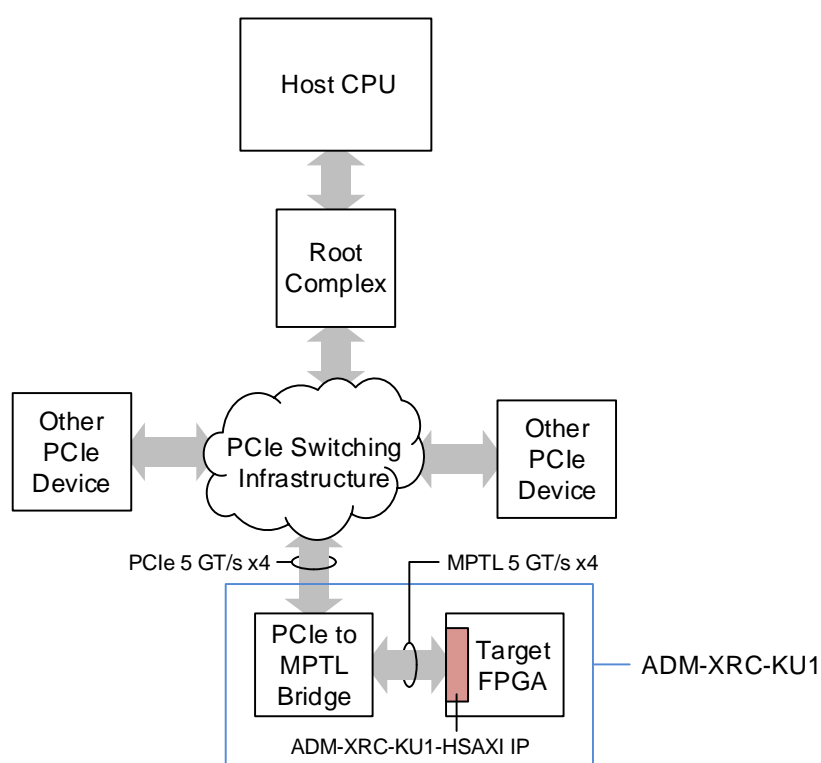 Host CPU
Root
Complex
Other
PCIe
Device
PCIe Switching
Infrastructure
Other
PCIe
Device
PCIe 5 GT/s x4
MPTL 5 GT/s x4
PCIe to
MPTL
Bridge
Target
FPGA
ADM-XRC-KU1
ADM-XRC-KU1-HSAXI IP